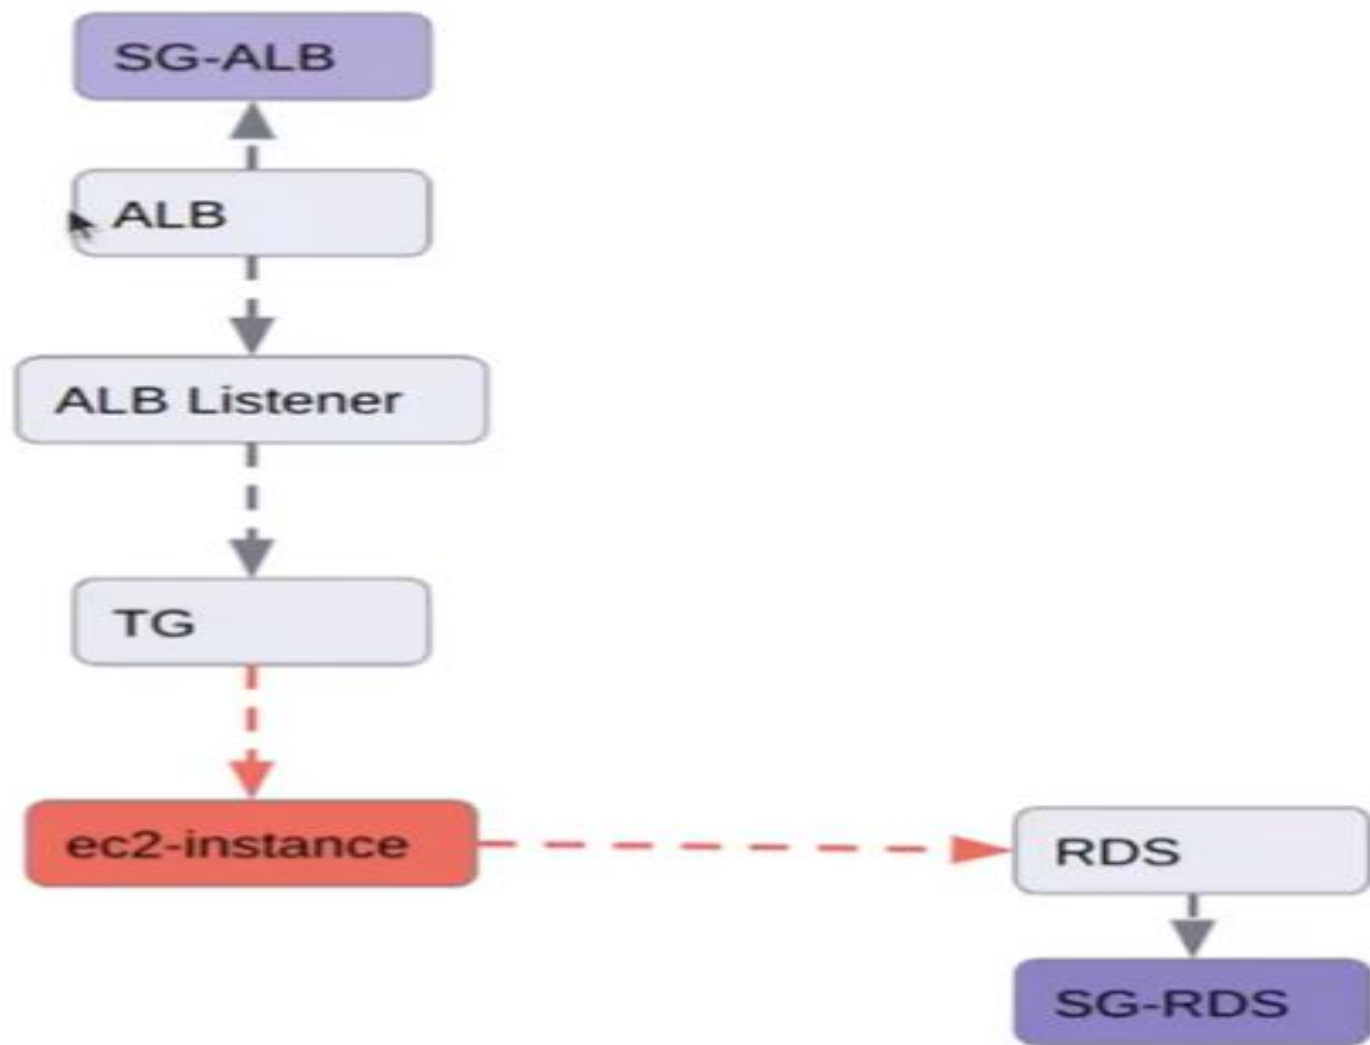 SG-ALB
ALB
ALB Listener
TG
ec2-instance
RDS
SG-RDS